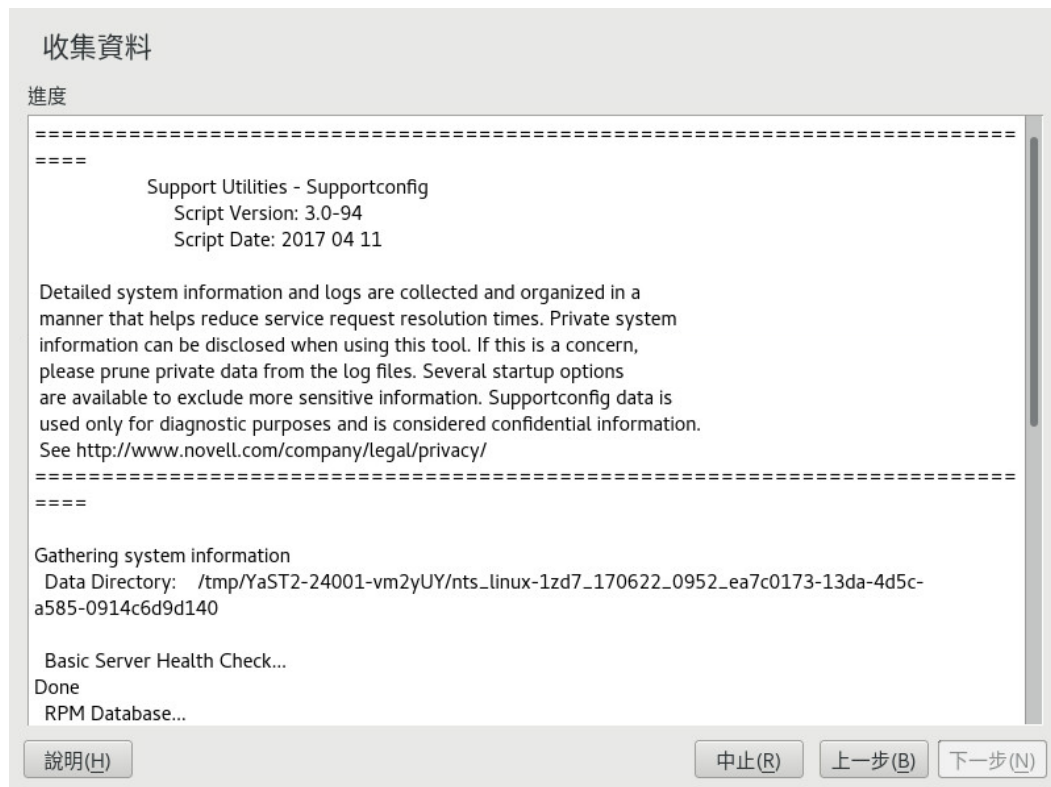 收集資料
進度
=========================================================================
====
Support Utilities - Supportconfig
Script Version: 3.0-94
Script Date: 2017 04 11
Detailed system information and logs are collected and organized in a
manner that helps reduce service request resolution times. Private system
information can be disclosed when using this tool. If this is a concern,
please prune private data from the log files. Several startup options
are available to exclude more sensitive information. Supportconfig data is
used only for diagnostic purposes and is considered confidential information.
See http://www.novell.com/company/legal/privacy/
=========================================================================
====
Gathering system information
Data Directory: /tmp/YaST2-24001-vm2yUY/nts_linux-1zd7_170622_0952_ea7c0173-13da-4d5c-
a585-0914c6d9d140
Basic Server Health Check...
Done
RPM Database...
說明(H) 中止(R) 上一步(B) 下一步(N)